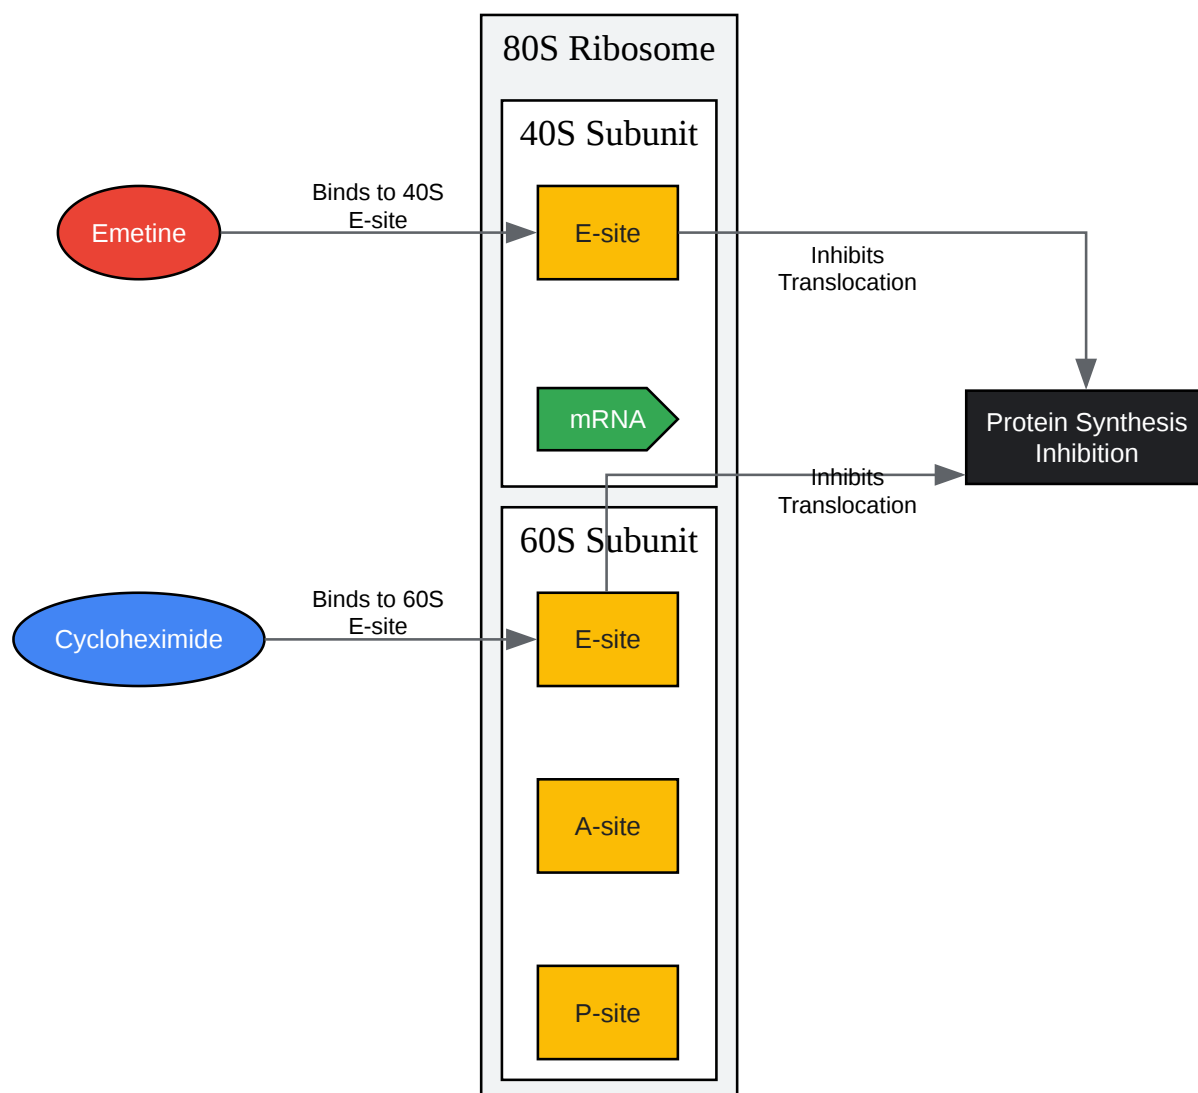 80S Ribosome
40S Subunit
Binds to 40S
E-site
Emetine
E-site
Inhibits
Translocation
mRNA
Protein Synthesis
Inhibition
Inhibits
Translocation
60S Subunit
Binds to 60S
E-site
Cycloheximide
E-site
A-site
P-site